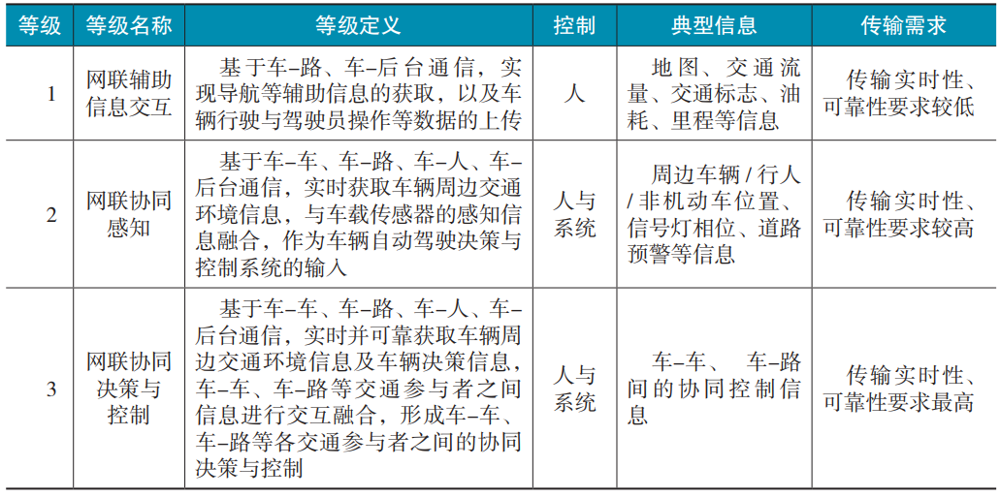 等级 等级名称 等级定义 控制 典型信息 传输需求
1
网联辅助
信息交互
基于车-路、车-后台通信，实
现导航等辅助信息的获取，以及车
辆行驶与驾驶员操作等数据的上传
人
地图、交通流
量、交通标志、油
耗、里程等信息
传输实时性、
可靠性要求较低
2
网联协同
感知
基于车-车、车-路、车-人、车-
后台通信，实时获取车辆周边交通
环境信息，与车载传感器的感知信
息融合，作为车辆自动驾驶决策与
控制系统的输入
人与
系统
周边车辆/行人
/非机动车位置、
信号灯相位、道路
预警等信息
传输实时性、
可靠性要求较高
3
网联协同
决策与
控制
基于车-车、车-路、车-人、车-
后台通信，实时并可靠获取车辆周
边交通环境信息及车辆决策信息，
车-车、车-路等交通参与者之间
信息进行交互融合，形成车-车、
车-路等各交通参与者之间的协同
决策与控制
人与
系统
车-车、 车-路
间的协同控制信
息
传输实时性、
可靠性要求最高